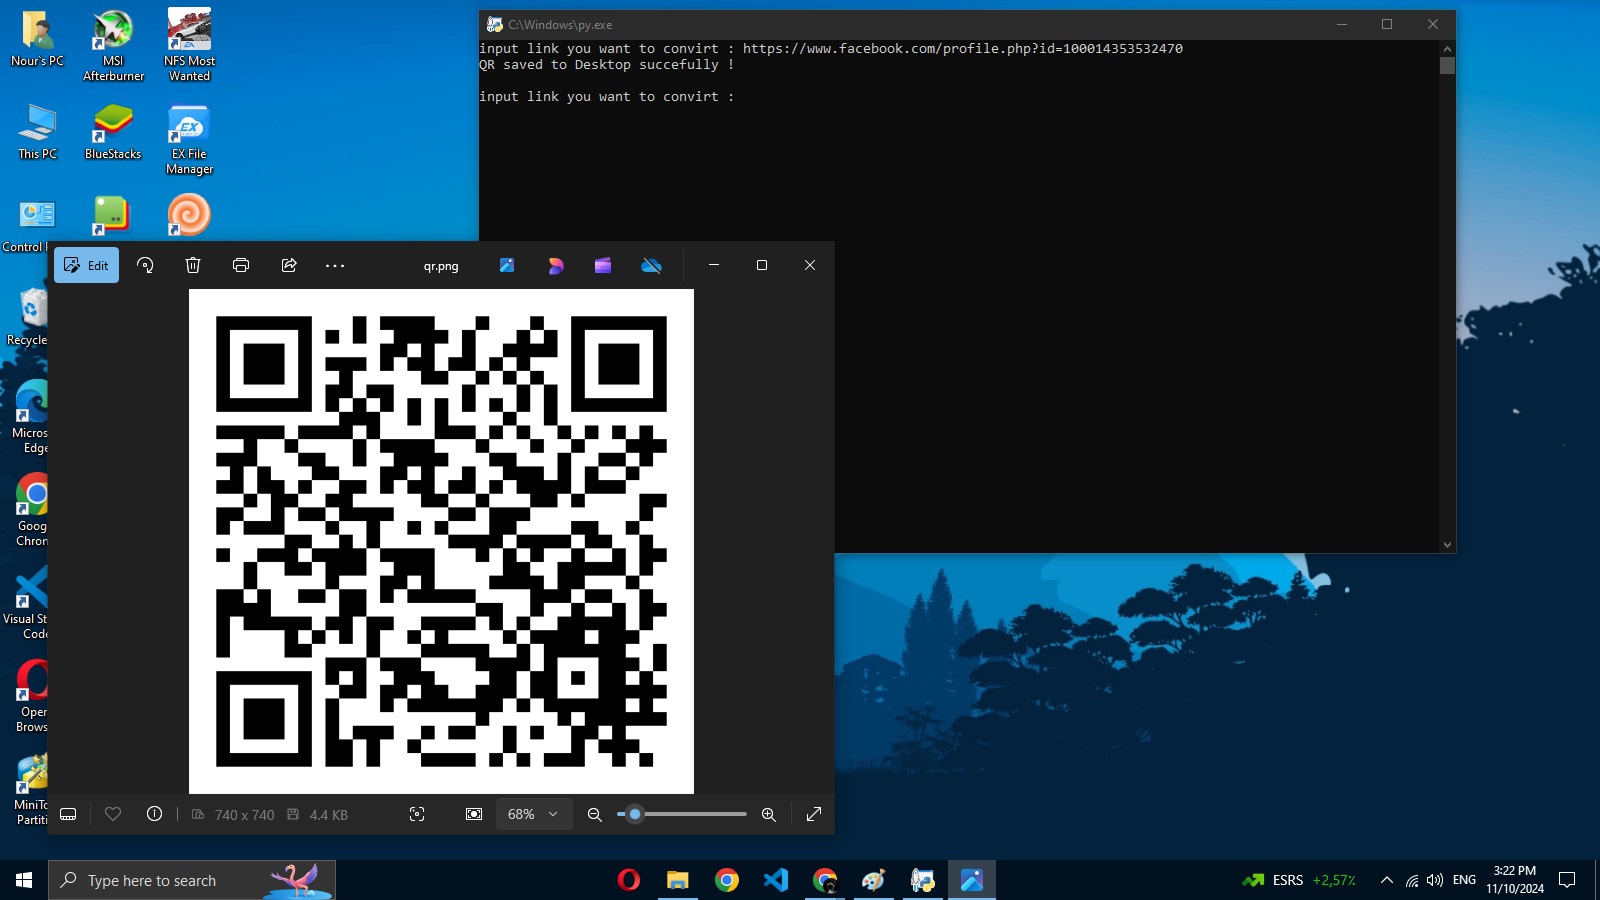 Nour`s PC
MSI
Afterburner
NFS Most
Wanted
This PC
BlueStacks
EX File
Manager
Control
Recycle
Micros
Edge
Goog
Chron
Visual St
Code
Oper
Brows
MiniTo
Partiti
C:\Windows\py.exe
input link you want to convirt : https://www.facebook.com/profile.php?id=100014353532470
QR saved to Desktop succefully !
input link you want to convirt :
Edit
qr.png
740 x 740
4.4 KB
68%
Type here to search
ESRS +2,57%
ENG
3:22 PM
11/10/2024